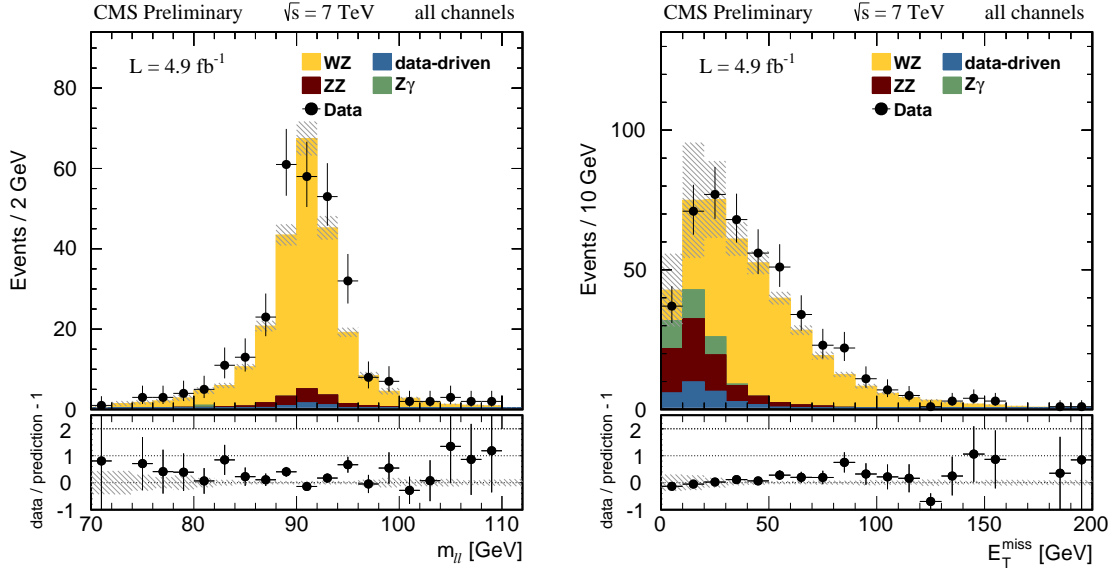 CMS Preliminary √s = 7 TeV all channels
L = 4.9 fb⁻¹
WZ data-driven
ZZ Zγ
Data
Events / 2 GeV
80
60
40
20
0
data / prediction - 1
2
1
0
-1
70 80 90 100 110
m_ll [GeV]
CMS Preliminary √s = 7 TeV all channels
L = 4.9 fb⁻¹
WZ data-driven
ZZ Zγ
Data
Events / 10 GeV
100
50
0
data / prediction - 1
2
1
0
-1
0 50 100 150 200
E_T^miss [GeV]